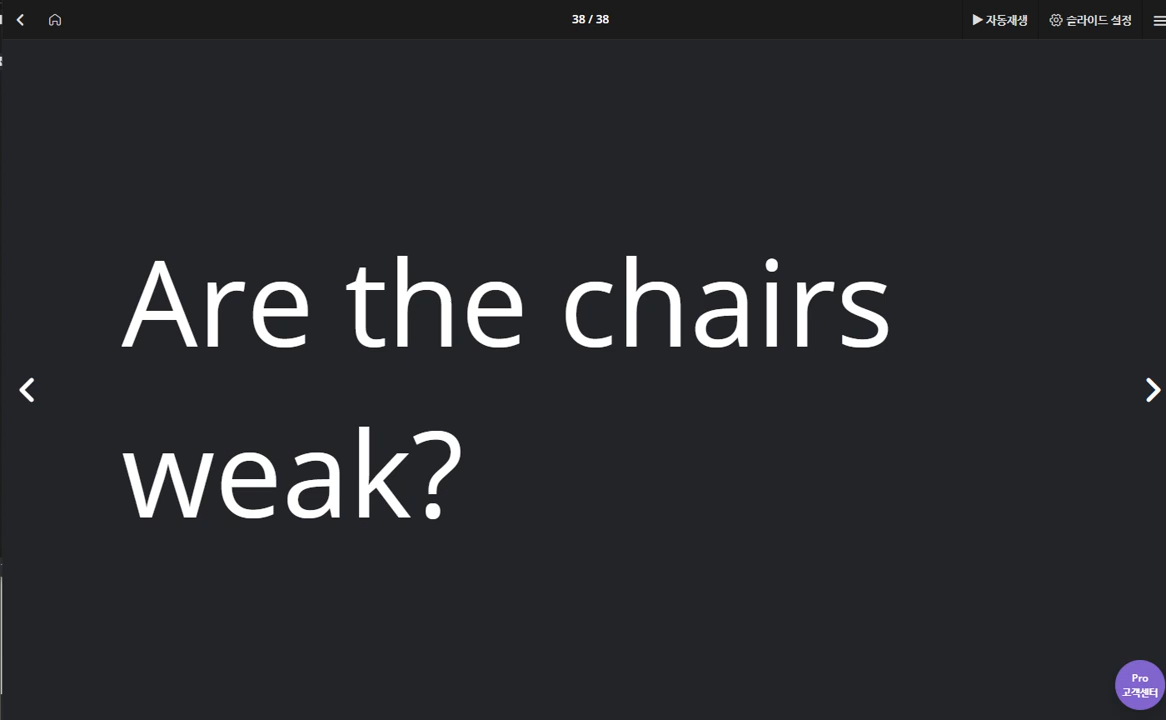 38 / 38
▶ 자동재생
슬라이드 설정
Are the chairs
weak?
Pro
고객센터